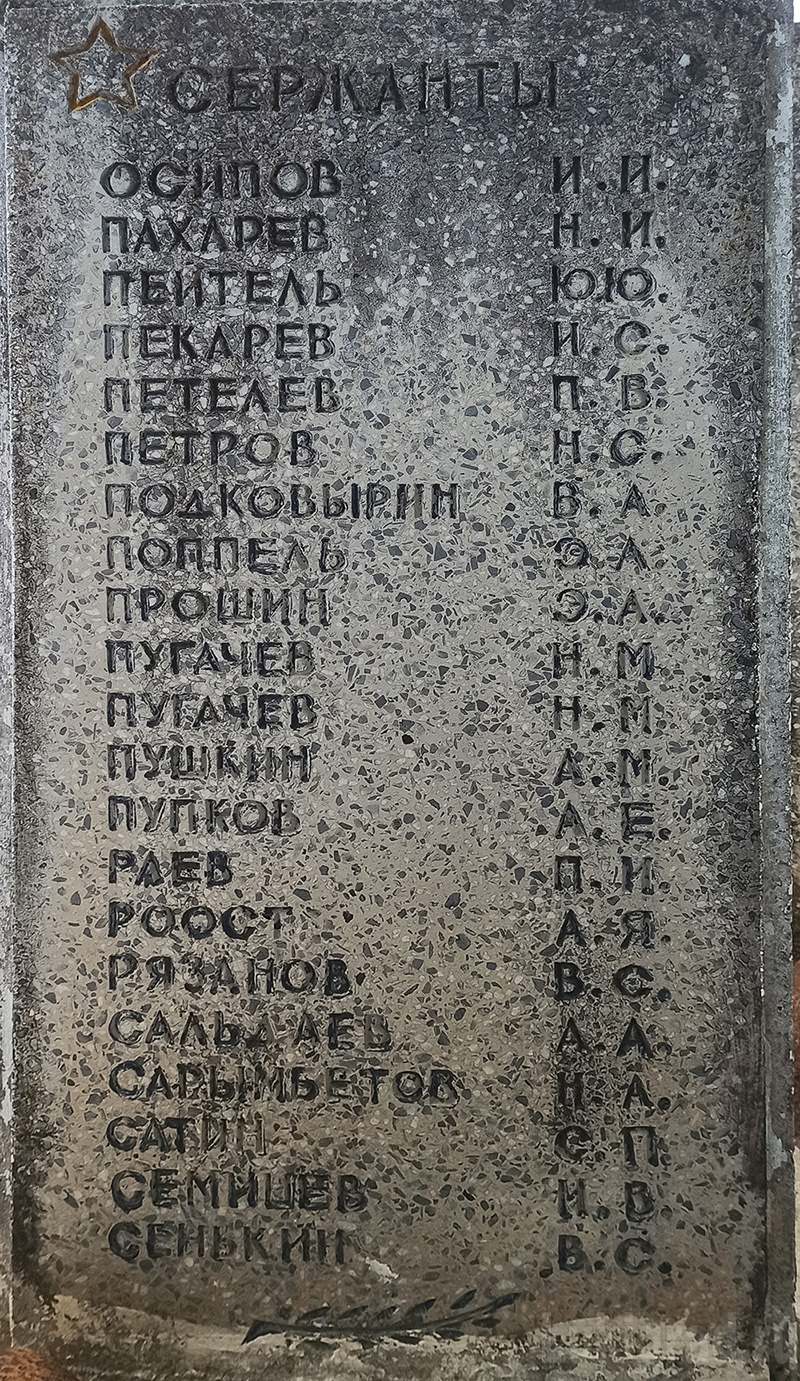 СЕРЖАНТЫ
ОСИПОВ И.И.
ПАХАРЕВ Н.И.
ПЕЙТЕЛЬ Ю.Ю.
ПЕКАРЕВ И.С.
ПЕТЕЛЕВ П.В.
ПЕТРОВ Н.С.
ПОДКОВЫРИН В.А.
ПОППЕЛЬ Э.А.
ПРОШИН Э.А.
ПУГАЧЕВ Н.М.
ПУГАЧЕВ Н.М.
ПУШКИН А.М.
ПУПКОВ А.Е.
РАЕВ П.И.
РООСТ А.Я.
РЯЗАНОВ В.С.
САЛЬДАЕВ А.А.
САРЫМБЕТОВ Н.А.
САТИН С.П.
СЕМИЦЕВ И.В.
СЕНЬКИН В.С.